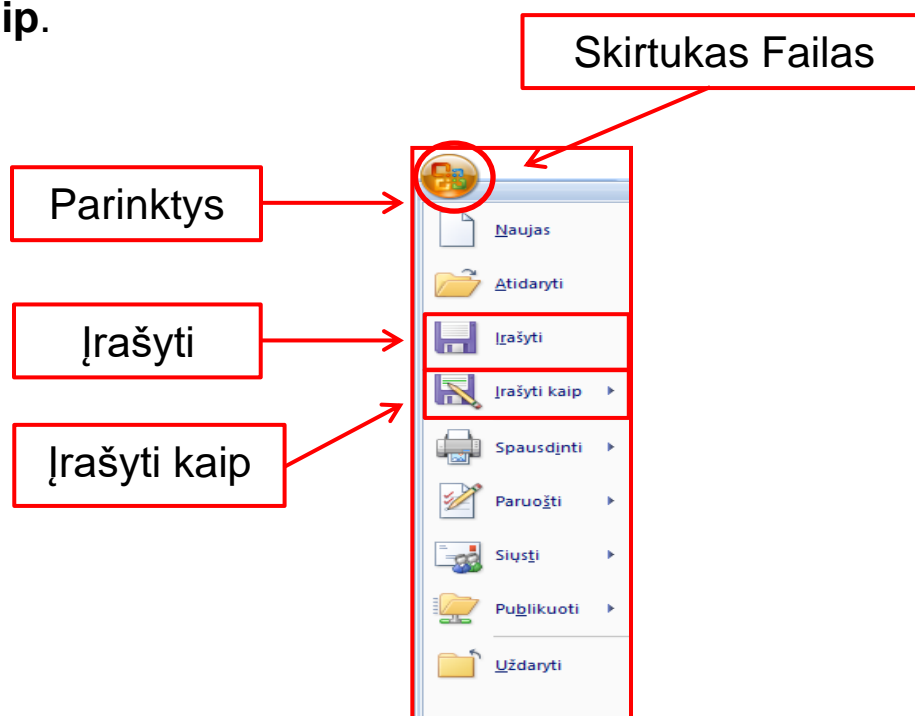 ip.
Skirtukas Failas
Parinktys
Įrašyti
Įrašyti kaip
Naujas
Atidaryti
Įrašyti
Įrašyti kaip
Spausdinti
Paruošti
Siųsti
Publikuoti
Uždaryti